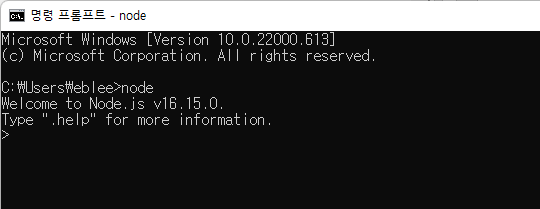 명령 프롬프트 - node
Microsoft Windows [Version 10.0.22000.613]
(c) Microsoft Corporation. All rights reserved.
C:₩Users₩eblee>node
Welcome to Node.js v16.15.0.
Type ".help" for more information.
>